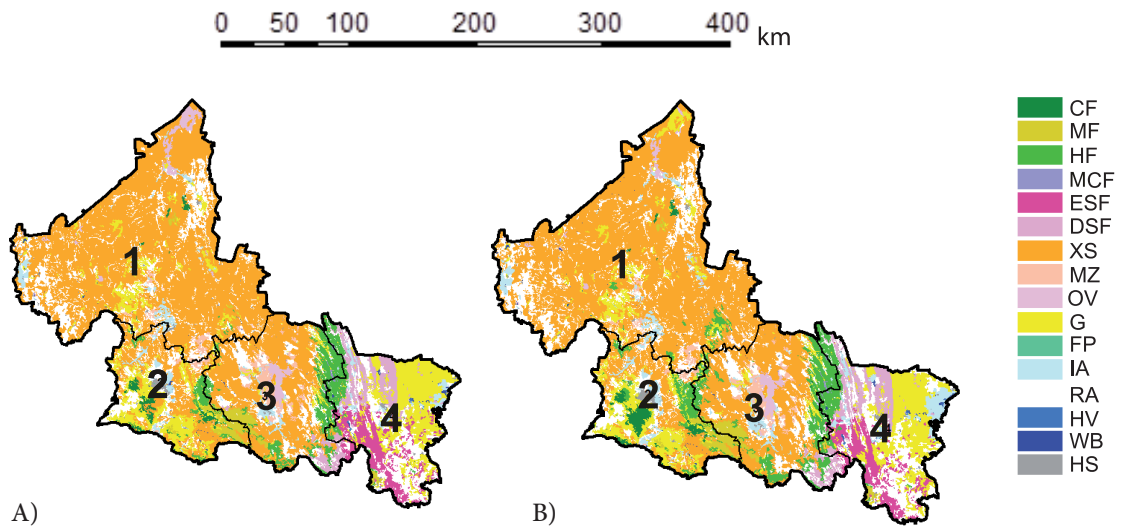 0 50 100 200 300 400 km
CF
MF
HF
MCF
ESF
DSF
XS
MZ
OV
G
FP
IA
RA
HV
WB
HS
1 2 3 4
1 2 3 4
A) B)